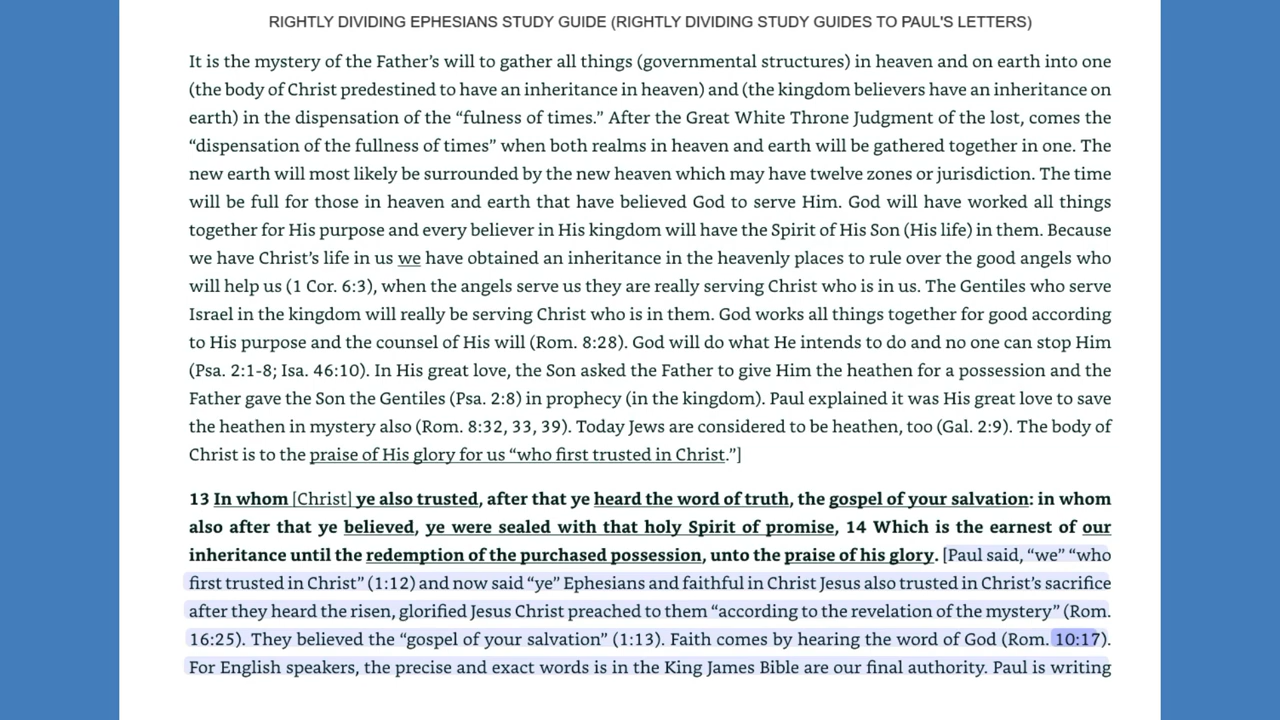 RIGHTLY DIVIDING EPHESIANS STUDY GUIDE (RIGHTLY DIVIDING STUDY GUIDES TO PAUL'S LETTERS)
It is the mystery of the Father’s will to gather all things (governmental structures) in heaven and on earth into one
(the body of Christ predestined to have an inheritance in heaven) and (the kingdom believers have an inheritance on
earth) in the dispensation of the “fulness of times.” After the Great White Throne Judgment of the lost, comes the
“dispensation of the fullness of times” when both realms in heaven and earth will be gathered together in one. The
new earth will most likely be surrounded by the new heaven which may have twelve zones or jurisdiction. The time
will be full for those in heaven and earth that have believed God to serve Him. God will have worked all things
together for His purpose and every believer in His kingdom will have the Spirit of His Son (His life) in them. Because
we have Christ’s life in us we have obtained an inheritance in the heavenly places to rule over the good angels who
will help us (1 Cor. 6:3), when the angels serve us they are really serving Christ who is in us. The Gentiles who serve
Israel in the kingdom will really be serving Christ who is in them. God works all things together for good according
to His purpose and the counsel of His will (Rom. 8:28). God will do what He intends to do and no one can stop Him
(Psa. 2:1-8; Isa. 46:10). In His great love, the Son asked the Father to give Him the heathen for a possession and the
Father gave the Son the Gentiles (Psa. 2:8) in prophecy (in the kingdom). Paul explained it was His great love to save
the heathen in mystery also (Rom. 8:32, 33, 39). Today Jews are considered to be heathen, too (Gal. 2:9). The body of
Christ is to the praise of His glory for us “who first trusted in Christ.”]
13 In whom [Christ] ye also trusted, after that ye heard the word of truth, the gospel of your salvation: in whom
also after that ye believed, ye were sealed with that holy Spirit of promise, 14 Which is the earnest of our
inheritance until the redemption of the purchased possession, unto the praise of his glory. [Paul said, “we” “who
first trusted in Christ” (1:12) and now said “ye” Ephesians and faithful in Christ Jesus also trusted in Christ’s sacrifice
after they heard the risen, glorified Jesus Christ preached to them “according to the revelation of the mystery” (Rom.
16:25). They believed the “gospel of your salvation” (1:13). Faith comes by hearing the word of God (Rom. 10:17).
For English speakers, the precise and exact words is in the King James Bible are our final authority. Paul is writing